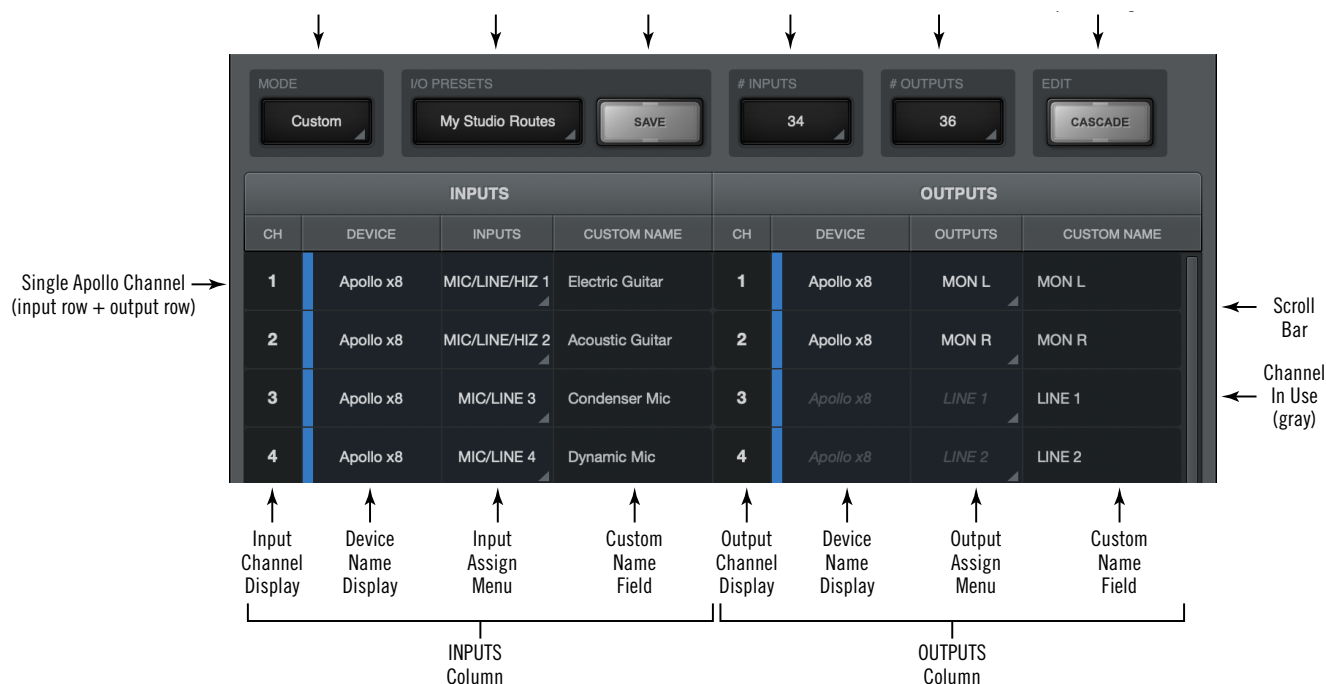 MODE I/O PRESETS # INPUTS # OUTPUTS EDIT
Custom My Studio Routes SAVE 34 36 CASCADE
INPUTS OUTPUTS
CH DEVICE INPUTS CUSTOM NAME CH DEVICE OUTPUTS CUSTOM NAME
1 Apollo x8 MIC/LINE/HIZ 1 Electric Guitar 1 Apollo x8 MON L MON L
2 Apollo x8 MIC/LINE/HIZ 2 Acoustic Guitar 2 Apollo x8 MON R MON R
3 Apollo x8 MIC/LINE 3 Condenser Mic 3 Apollo x8 LINE 1 LINE 1
4 Apollo x8 MIC/LINE 4 Dynamic Mic 4 Apollo x8 LINE 2 LINE 2
Single Apollo Channel
(input row + output row)
Scroll
Bar
Channel
In Use
(gray)
Input
Channel
Display
Device
Name
Display
Input
Assign
Menu
Custom
Name
Field
Output
Channel
Display
Device
Name
Display
Output
Assign
Menu
Custom
Name
Field
INPUTS
Column
OUTPUTS
Column